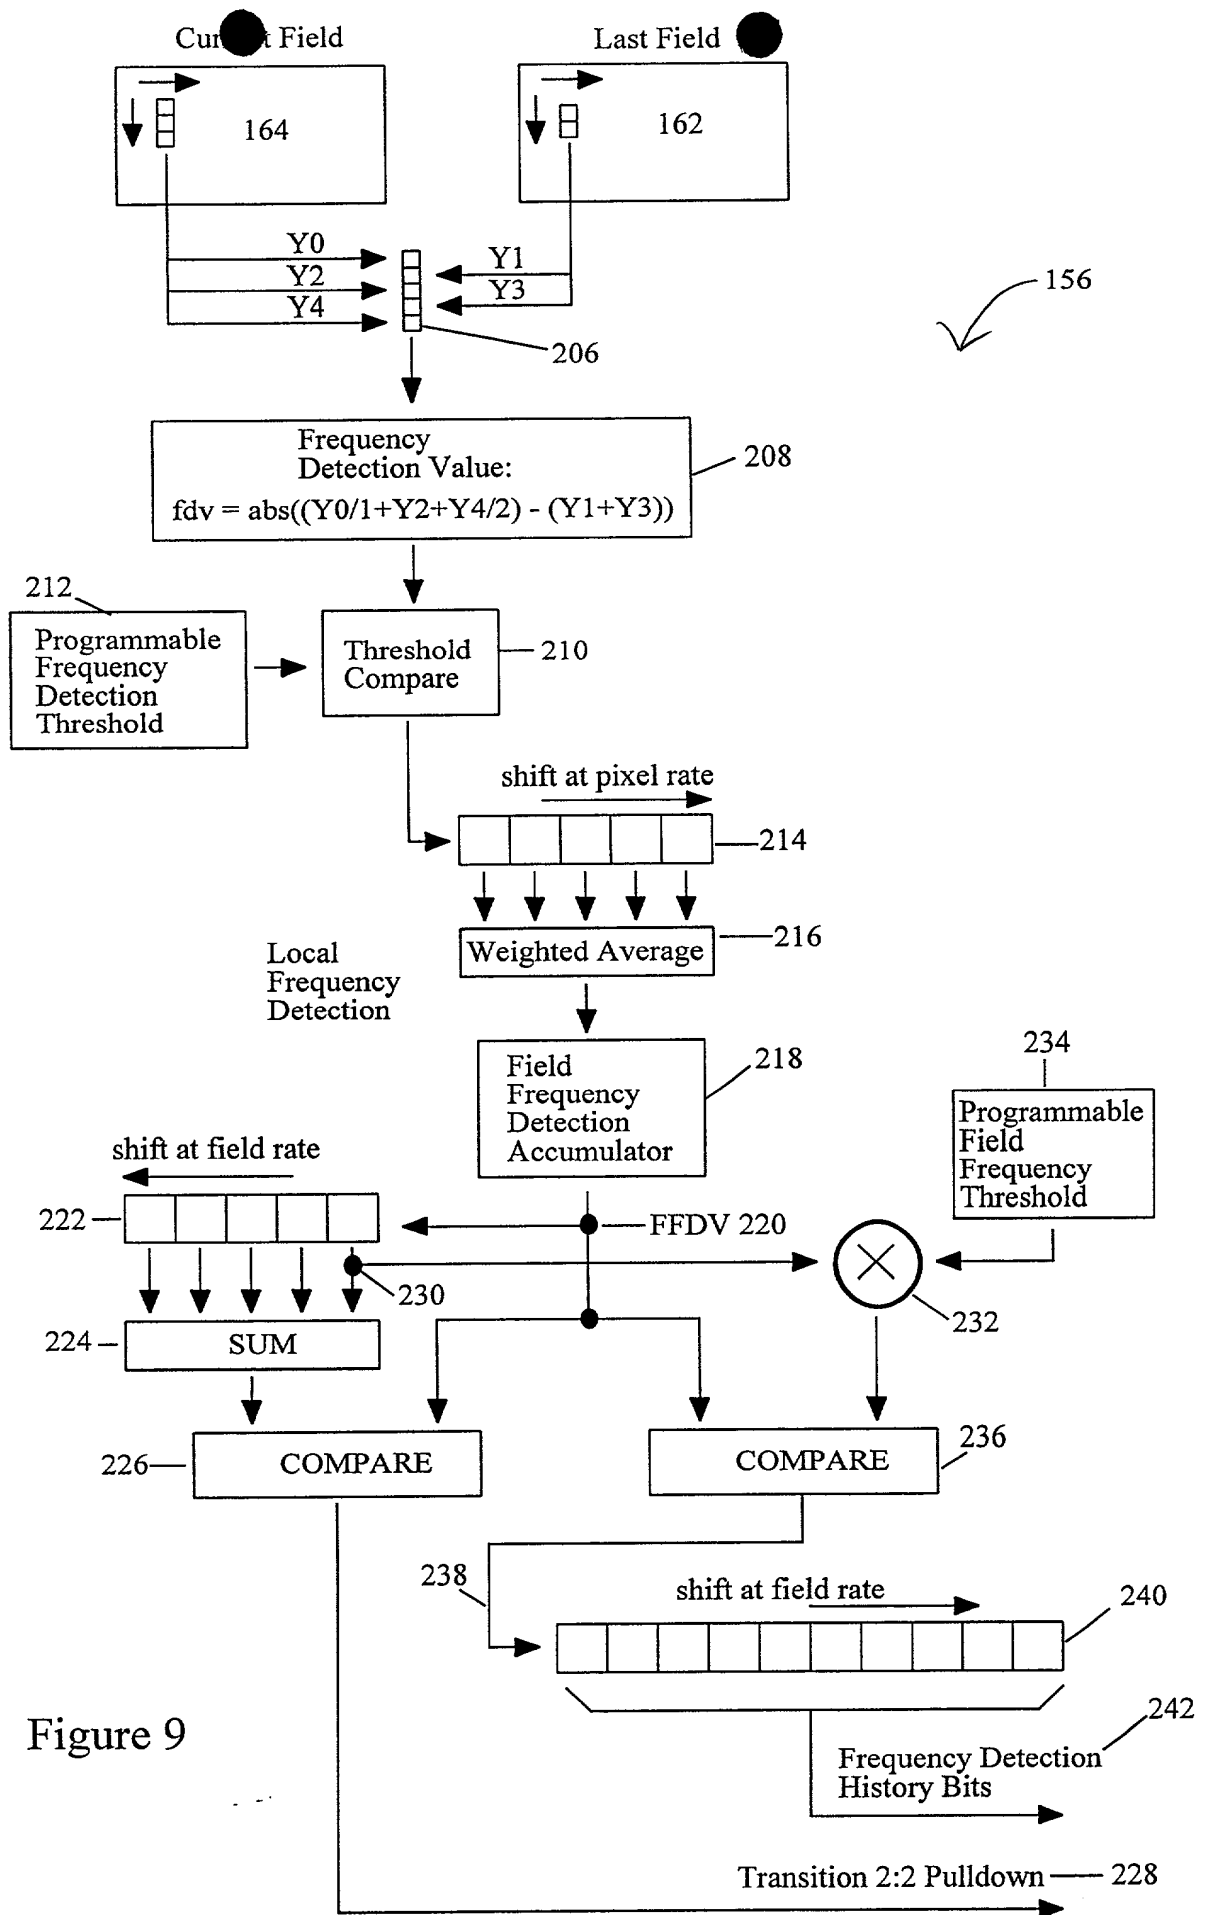 Field
Last Field
164
162
Y0
Y1
Y2
Y3
Y4
156
206
Frequency
Detection Value:
fdv = abs((Y0/1+Y2+Y4/2) - (Y1+Y3))
208
212
Programmable
Frequency
Detection
Threshold
Threshold
Compare
210
shift at pixel rate
214
Weighted Average
216
Local
Frequency
Detection
Field
Frequency
Detection
Accumulator
218
234
Programmable
Field
Frequency
Threshold
shift at field rate
222
FFDV 220
230
232
224
SUM
226
COMPARE
COMPARE
236
238
shift at field rate
240
Figure 9
242
Frequency Detection
History Bits
Transition 2:2 Pulldown
228